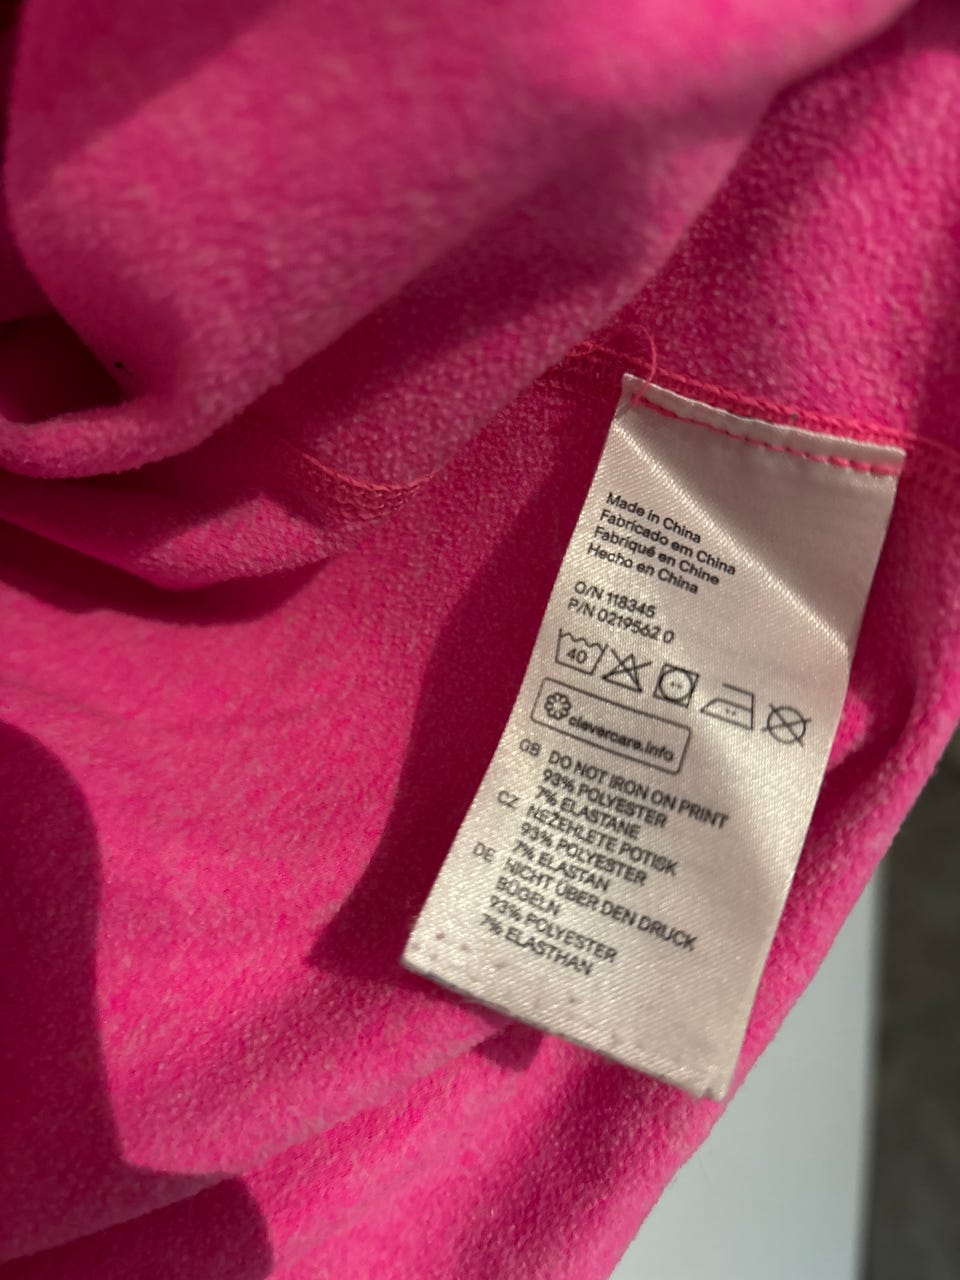 Made in China
Fabricado em China
Fabriqué en Chine
Hecho en China
O/N 118345
P/N 0219562 0
40
clevercare.info
GB DO NOT IRON ON PRINT
93% POLYESTER
7% ELASTANE
CZ NEŽEHLETE POTISK
93% POLYESTER
7% ELASTAN
DE NICHT ÜBER DEN DRUCK
BÜGELN
93% POLYESTER
7% ELASTHAN